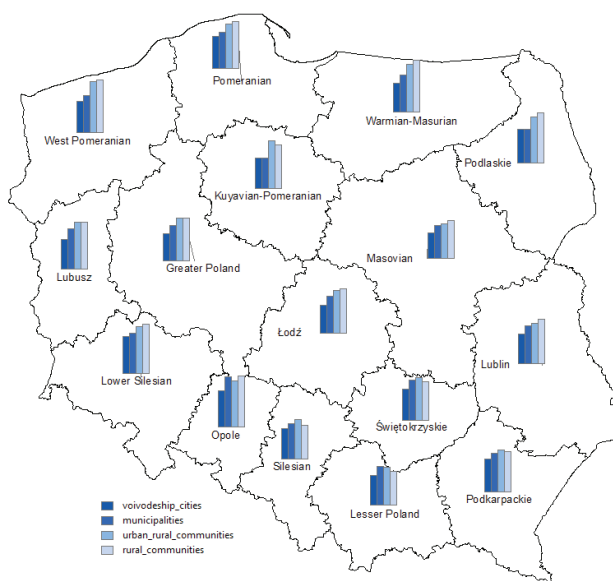 Pomeranian
Warmian-Masurian
West Pomeranian
Podlaskie
Kuyavian-Pomeranian
Masovian
Greater Poland
Lubusz
Łodź
Lublin
Lower Silesian
Świętokrzyskie
Opole
Silesian
Podkarpackie
Lesser Poland
voivodeship_cities
municipalities
urban_rural_communities
rural_communities